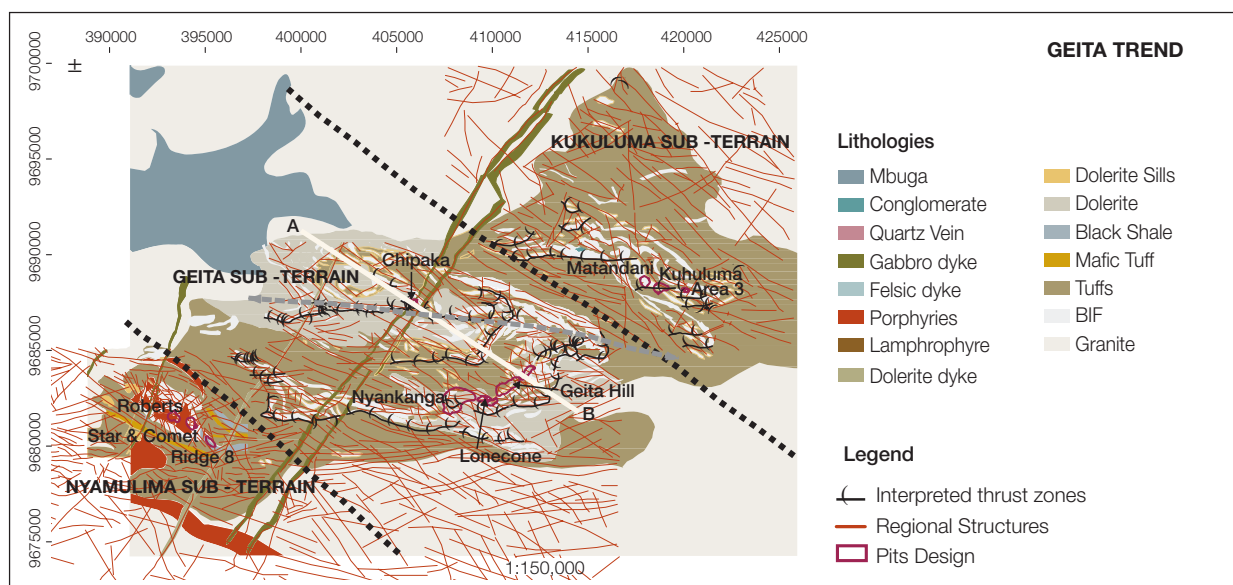 390000 395000 400000 405000 410000 415000 420000 425000
9700000
9695000
9690000
9685000
9680000
9675000
±
GEITA TREND
KUKULUMA SUB -TERRAIN
A
Chipaka
GEITA SUB -TERRAIN
Matandani
Kuhuluma
Area 3
Nyankanga
Geita Hill
B
Roberts
Star & Comet
Ridge 8
Lonecone
NYAMULIMA SUB - TERRAIN
1:150,000
Lithologies
Mbuga
Conglomerate
Quartz Vein
Gabbro dyke
Felsic dyke
Porphyries
Lamphrophyre
Dolerite dyke
Dolerite Sills
Dolerite
Black Shale
Mafic Tuff
Tuffs
BIF
Granite
Legend
Interpreted thrust zones
Regional Structures
Pits Design